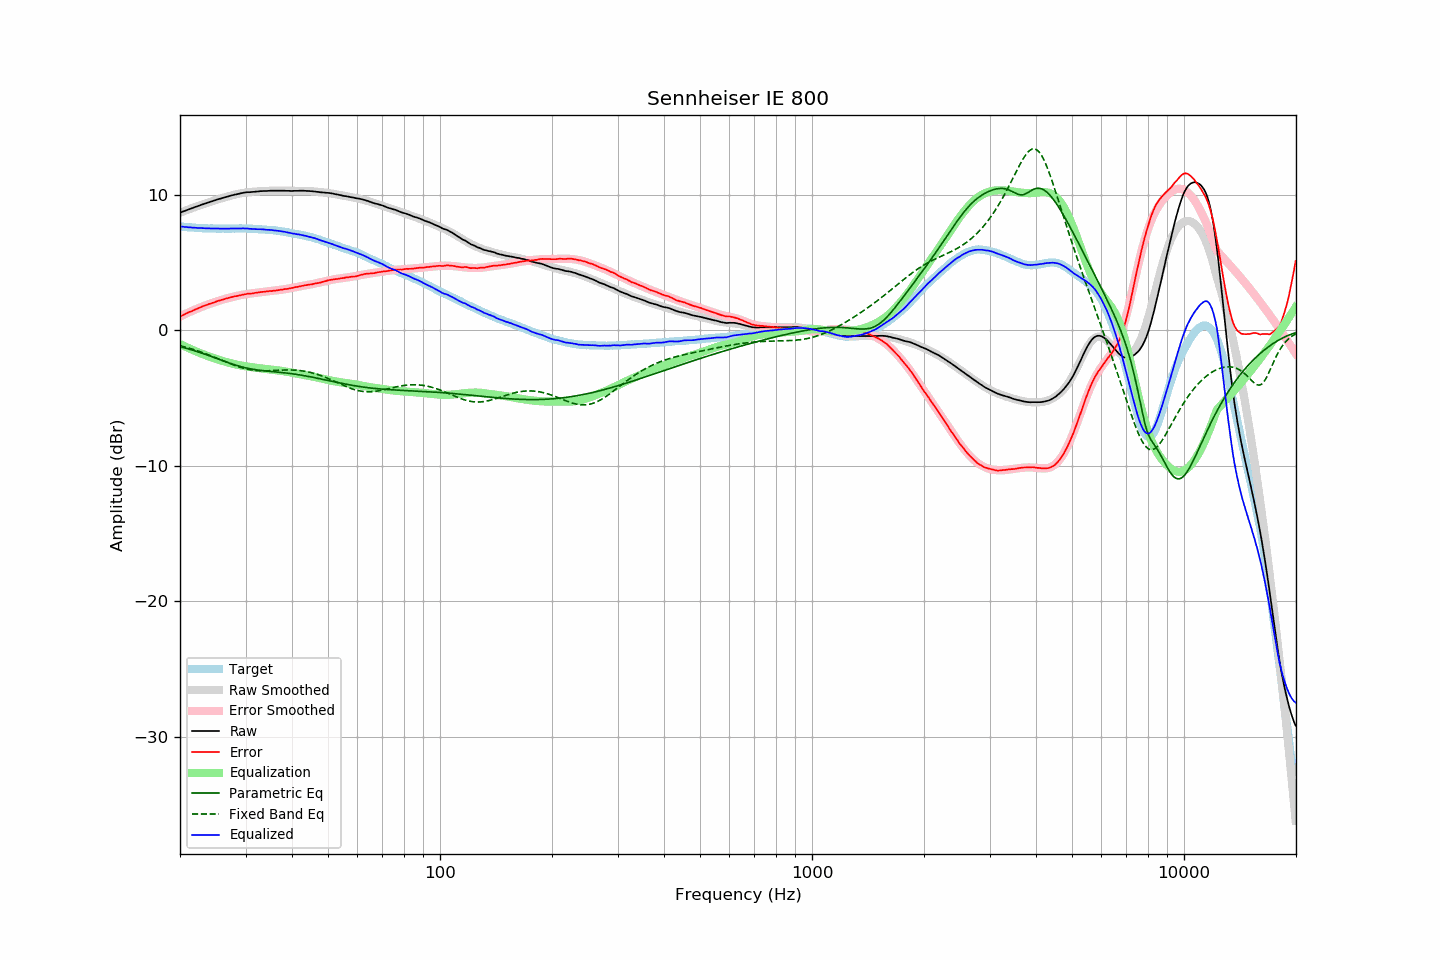 Sennheiser IE 800
Amplitude (dBr)
10
0
−10
−20
−30
Target
Raw Smoothed
Error Smoothed
Raw
Error
Equalization
Parametric Eq
Fixed Band Eq
Equalized
100
1000
10000
Frequency (Hz)